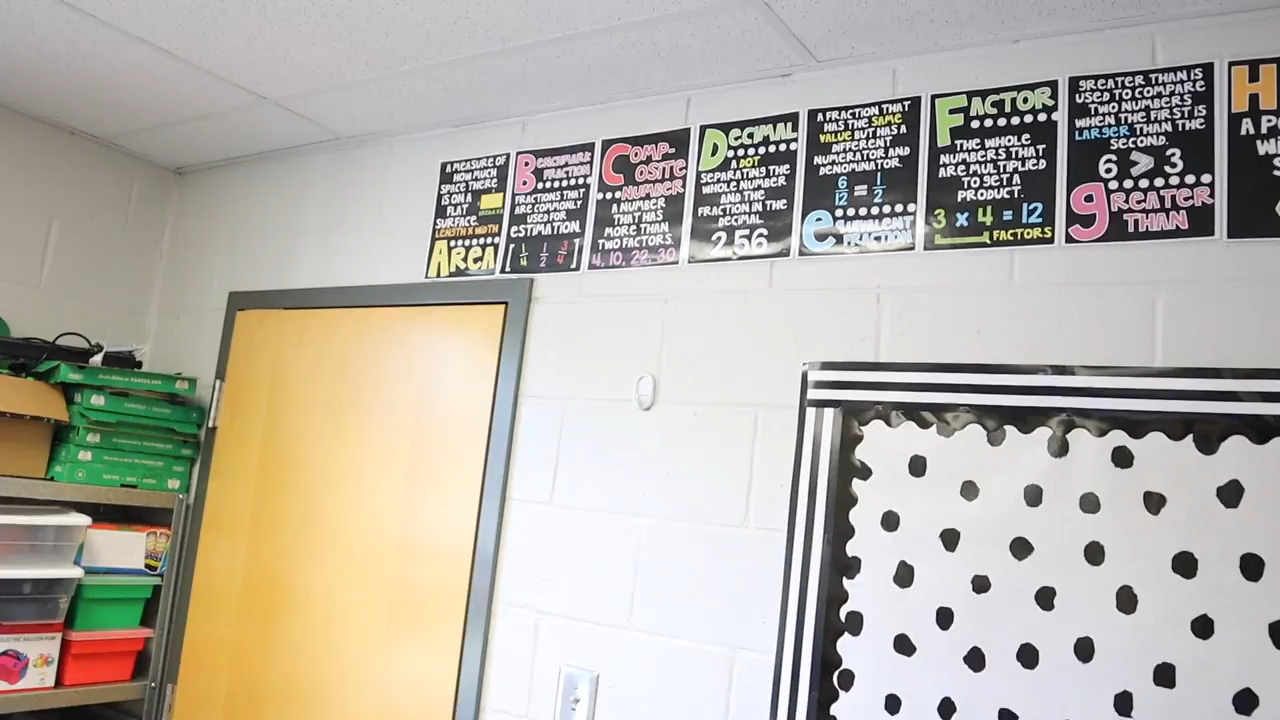 A MEASURE OF
HOW MUCH
SPACE THERE
IS ON A
FLAT
SURFACE.
LENGTH X WIDTH
AREA
BENCHMARK
FRACTION
FRACTIONS THAT
ARE COMMONLY
USED FOR
ESTIMATION.
[1/4 1/2 3/4]
COMP-
OSITE
NUMBER
A NUMBER
THAT HAS
MORE THAN
TWO FACTORS.
4, 10, 22, 30
DECIMAL
A DOT
SEPARATING THE
WHOLE NUMBER
AND THE
FRACTION IN THE
DECIMAL.
2.56
A FRACTION THAT
HAS THE SAME
VALUE BUT HAS A
DIFFERENT
NUMERATOR AND
DENOMINATOR.
6/12 = 1/2
eQUIVALENT
FRACTION
FACTOR
THE WHOLE
NUMBERS THAT
ARE MULTIPLIED
TO GET A
PRODUCT.
3 x 4 = 12
FACTORS
GREATER THAN IS
USED TO COMPARE
TWO NUMBERS
WHEN THE FIRST IS
LARGER THAN THE
SECOND.
6 > 3
gREATER
THAN
H
A PO
ELECTRIC BALLOON PUMP